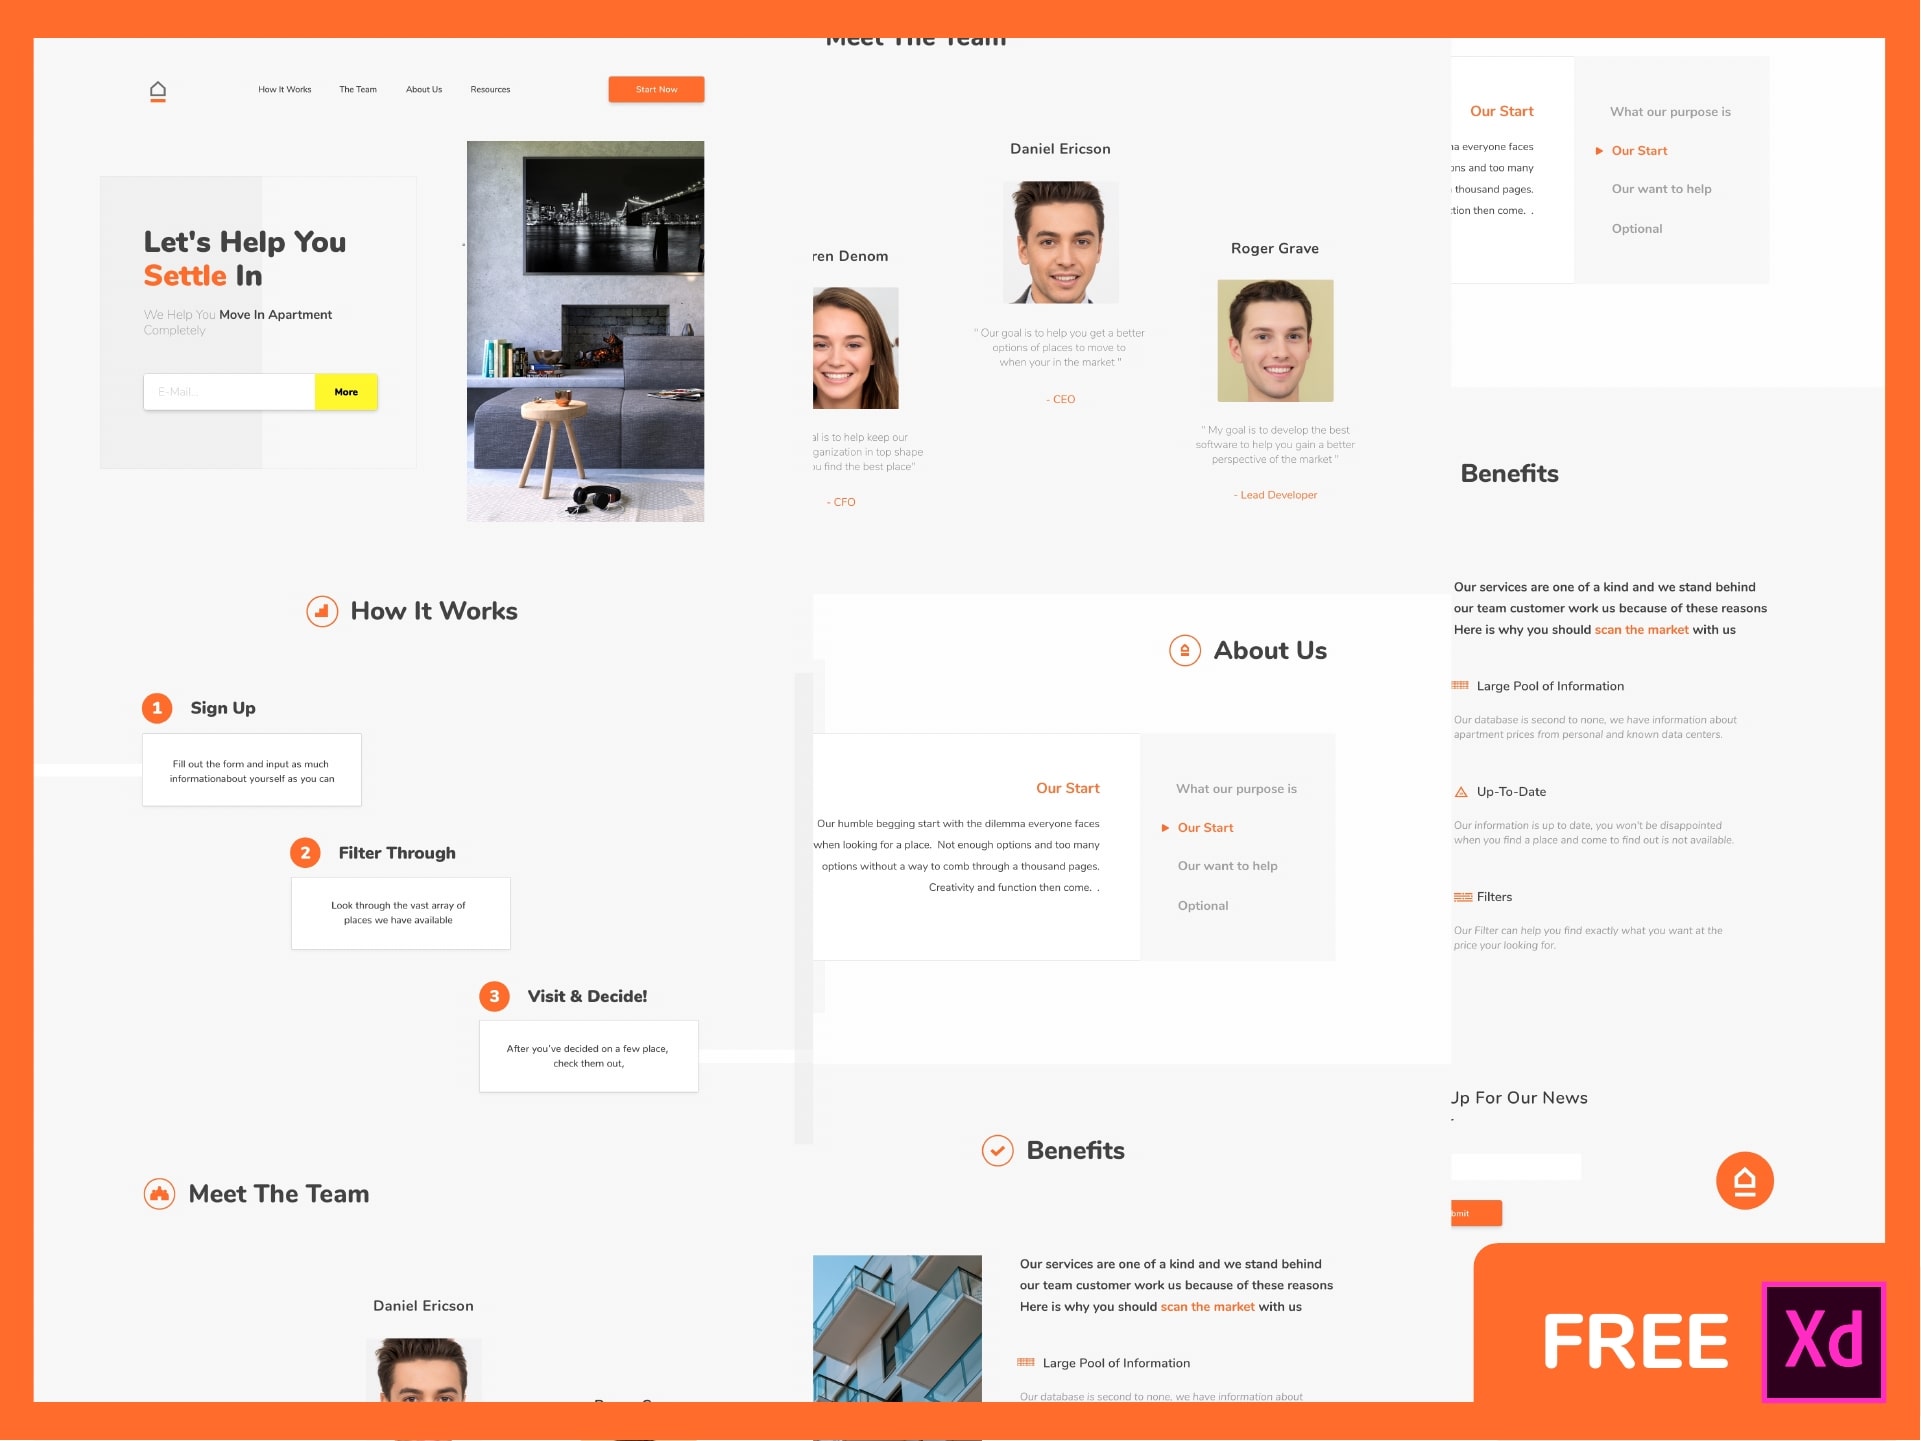 How It Works
The Team
About Us
Resources
Start Now
Let's Help You
Settle In
We Help You Move In Apartment
Completely
E-Mail...
More
How It Works
1 Sign Up
Fill out the form and input as much
informationabout yourself as you can
2 Filter Through
Look through the vast array of
places we have available
3 Visit & Decide!
After you've decided on a few place,
check them out,
Meet The Team
Daniel Ericson
Meet The Team
Daniel Ericson
" Our goal is to help you get a better
options of places to move to
when your in the market "
- CEO
ren Denom
al is to help keep our
ganization in top shape
ou find the best place"
- CFO
Roger Grave
" My goal is to develop the best
software to help you gain a better
perspective of the market "
- Lead Developer
About Us
Our Start
Our humble begging start with the dilemma everyone faces
when looking for a place. Not enough options and too many
options without a way to comb through a thousand pages.
Creativity and function then come. .
What our purpose is
Our Start
Our want to help
Optional
Benefits
Our services are one of a kind and we stand behind
our team customer work us because of these reasons
Here is why you should scan the market with us
Large Pool of Information
Our database is second to none, we have information about
Our Start
na everyone faces
ons and too many
thousand pages.
ction then come. .
What our purpose is
Our Start
Our want to help
Optional
Benefits
Our services are one of a kind and we stand behind
our team customer work us because of these reasons
Here is why you should scan the market with us
Large Pool of Information
Our database is second to none, we have information about
apartment prices from personal and known data centers.
Up-To-Date
Our information is up to date, you won't be disappointed
when you find a place and come to find out is not available.
Filters
Our Filter can help you find exactly what you want at the
price your looking for.
Up For Our News
bmit
FREE
Xd